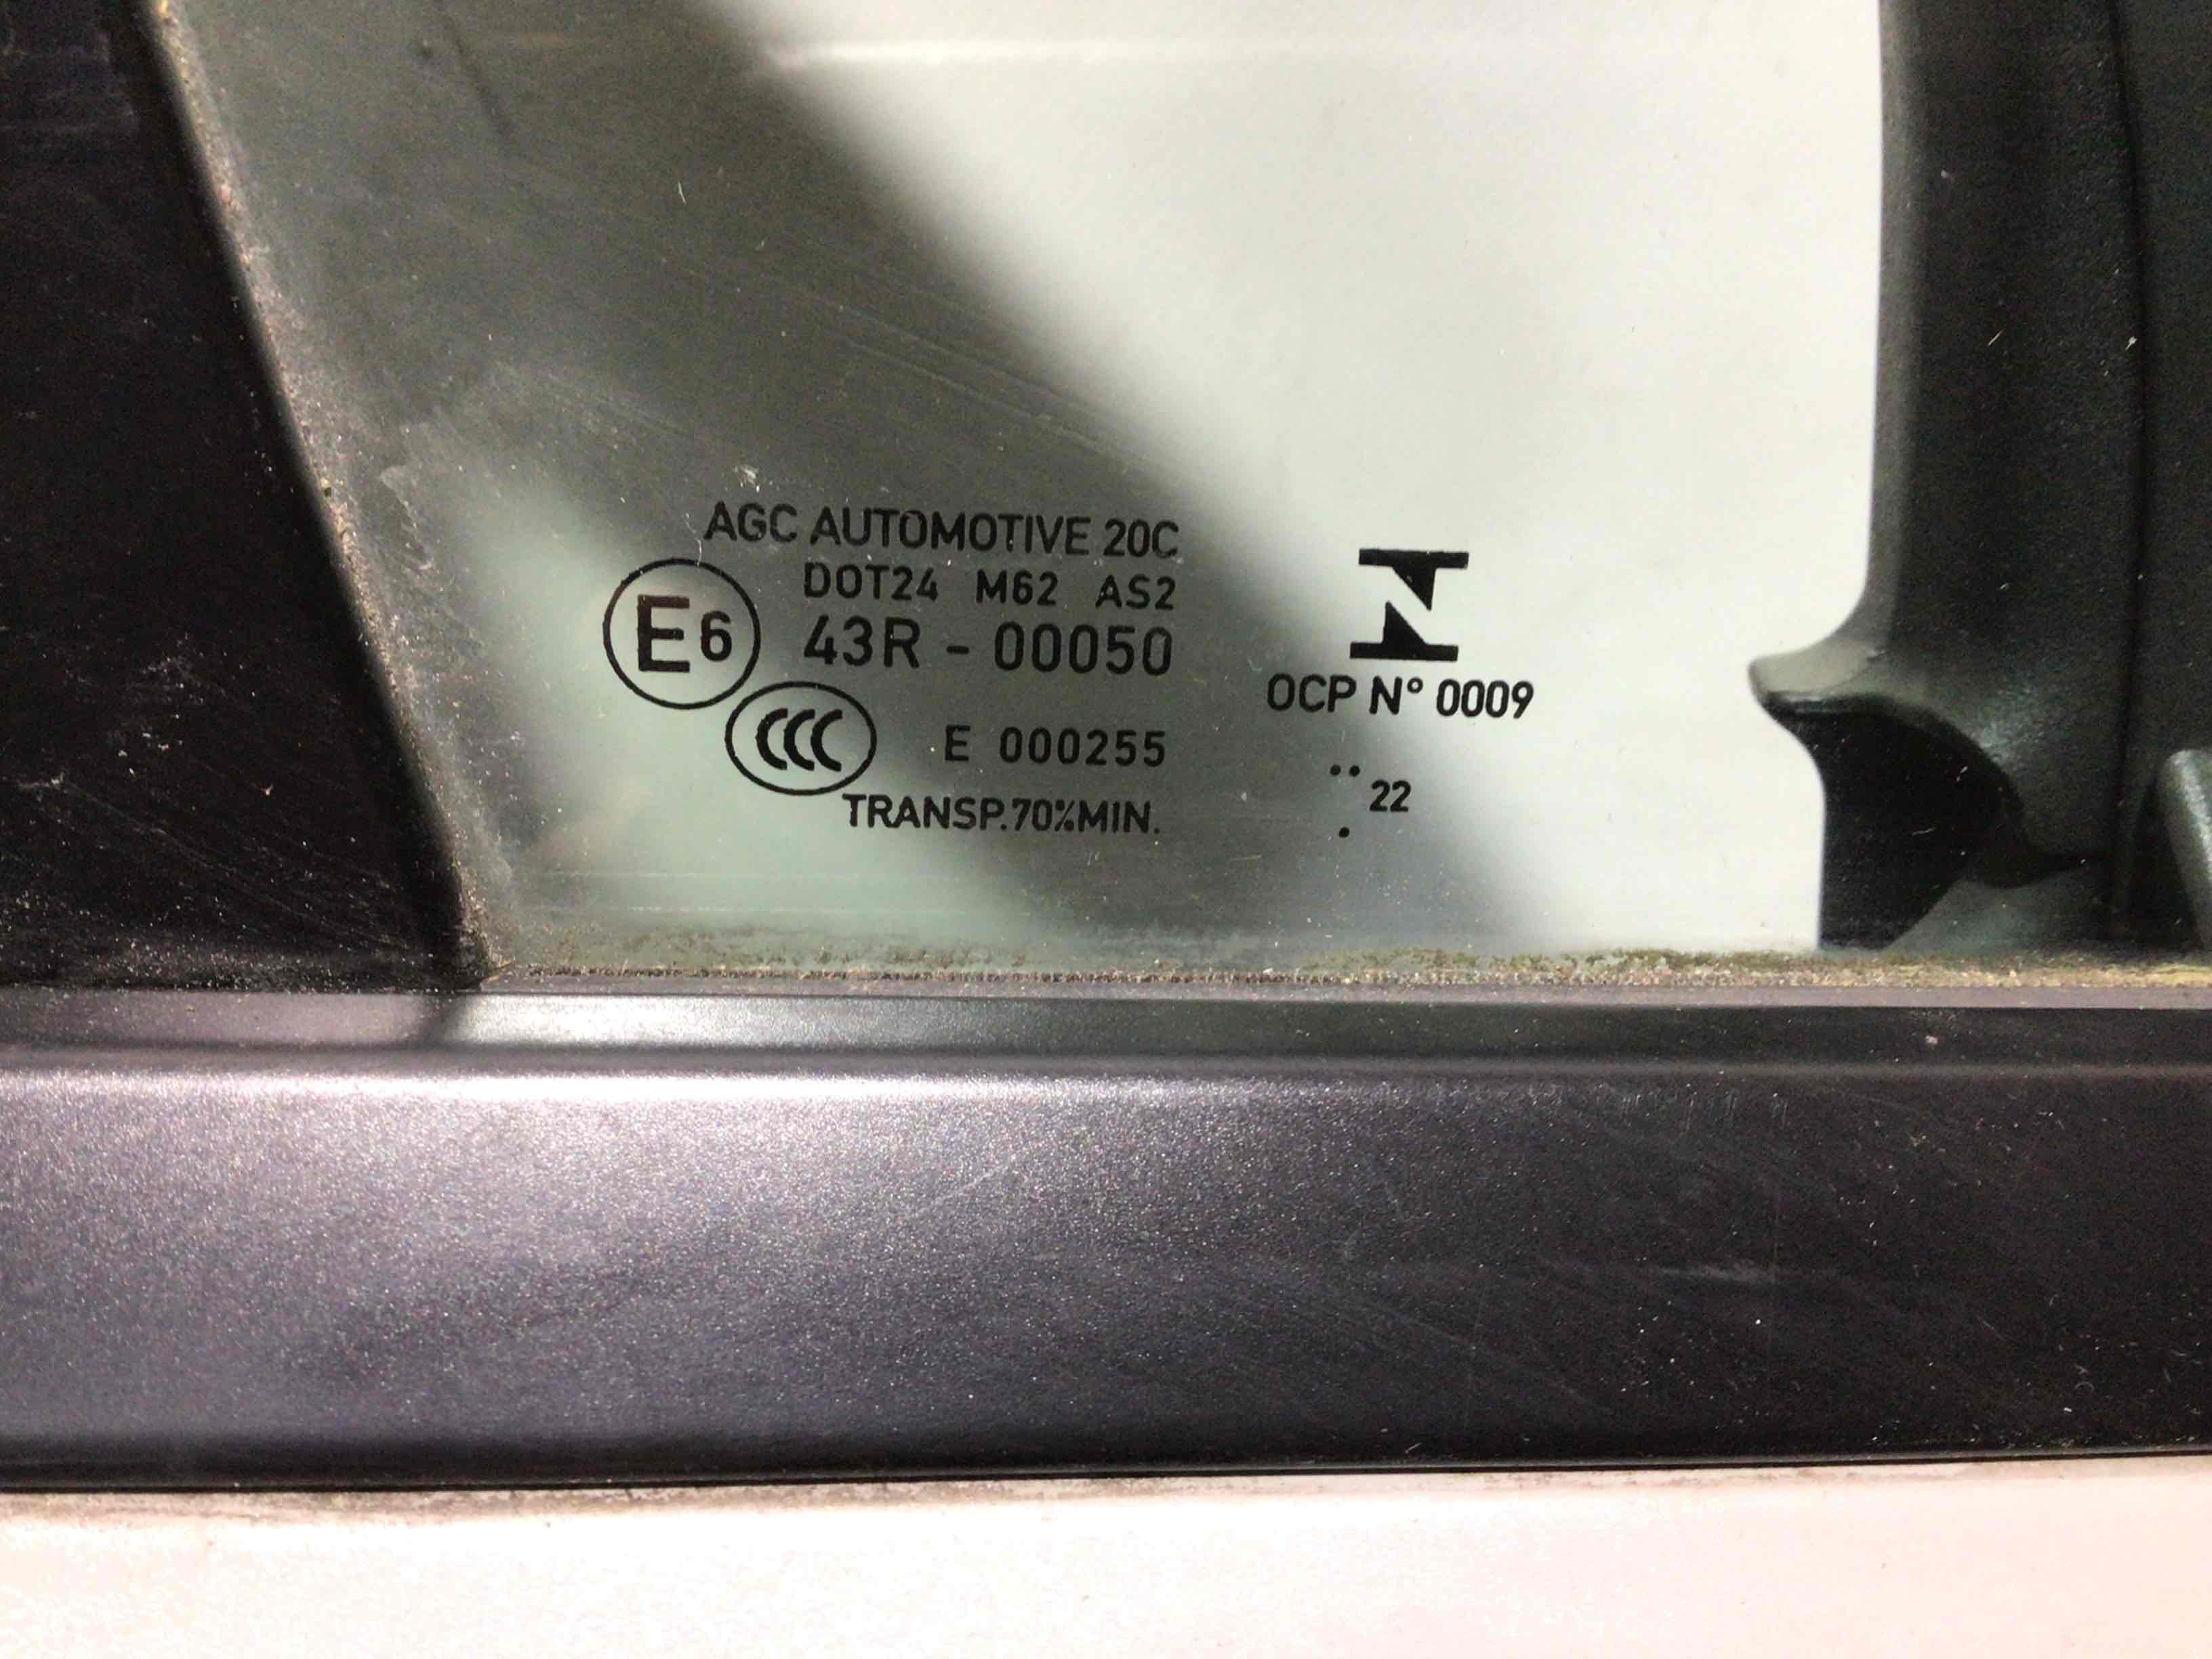 AGC AUTOMOTIVE 20C
DOT24 M62 AS2
E6 43R - 00050
CCC E 000255
TRANSP.70%MIN.
N
OCP N° 0009
.. 22
.